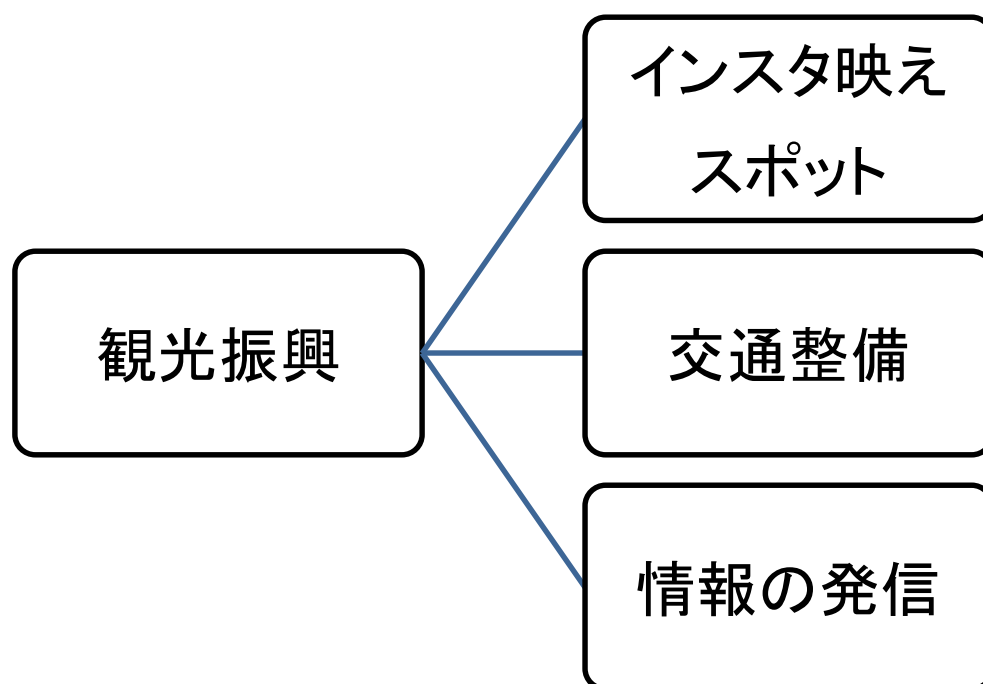 観光振興
インスタ映え
スポット
交通整備
情報の発信